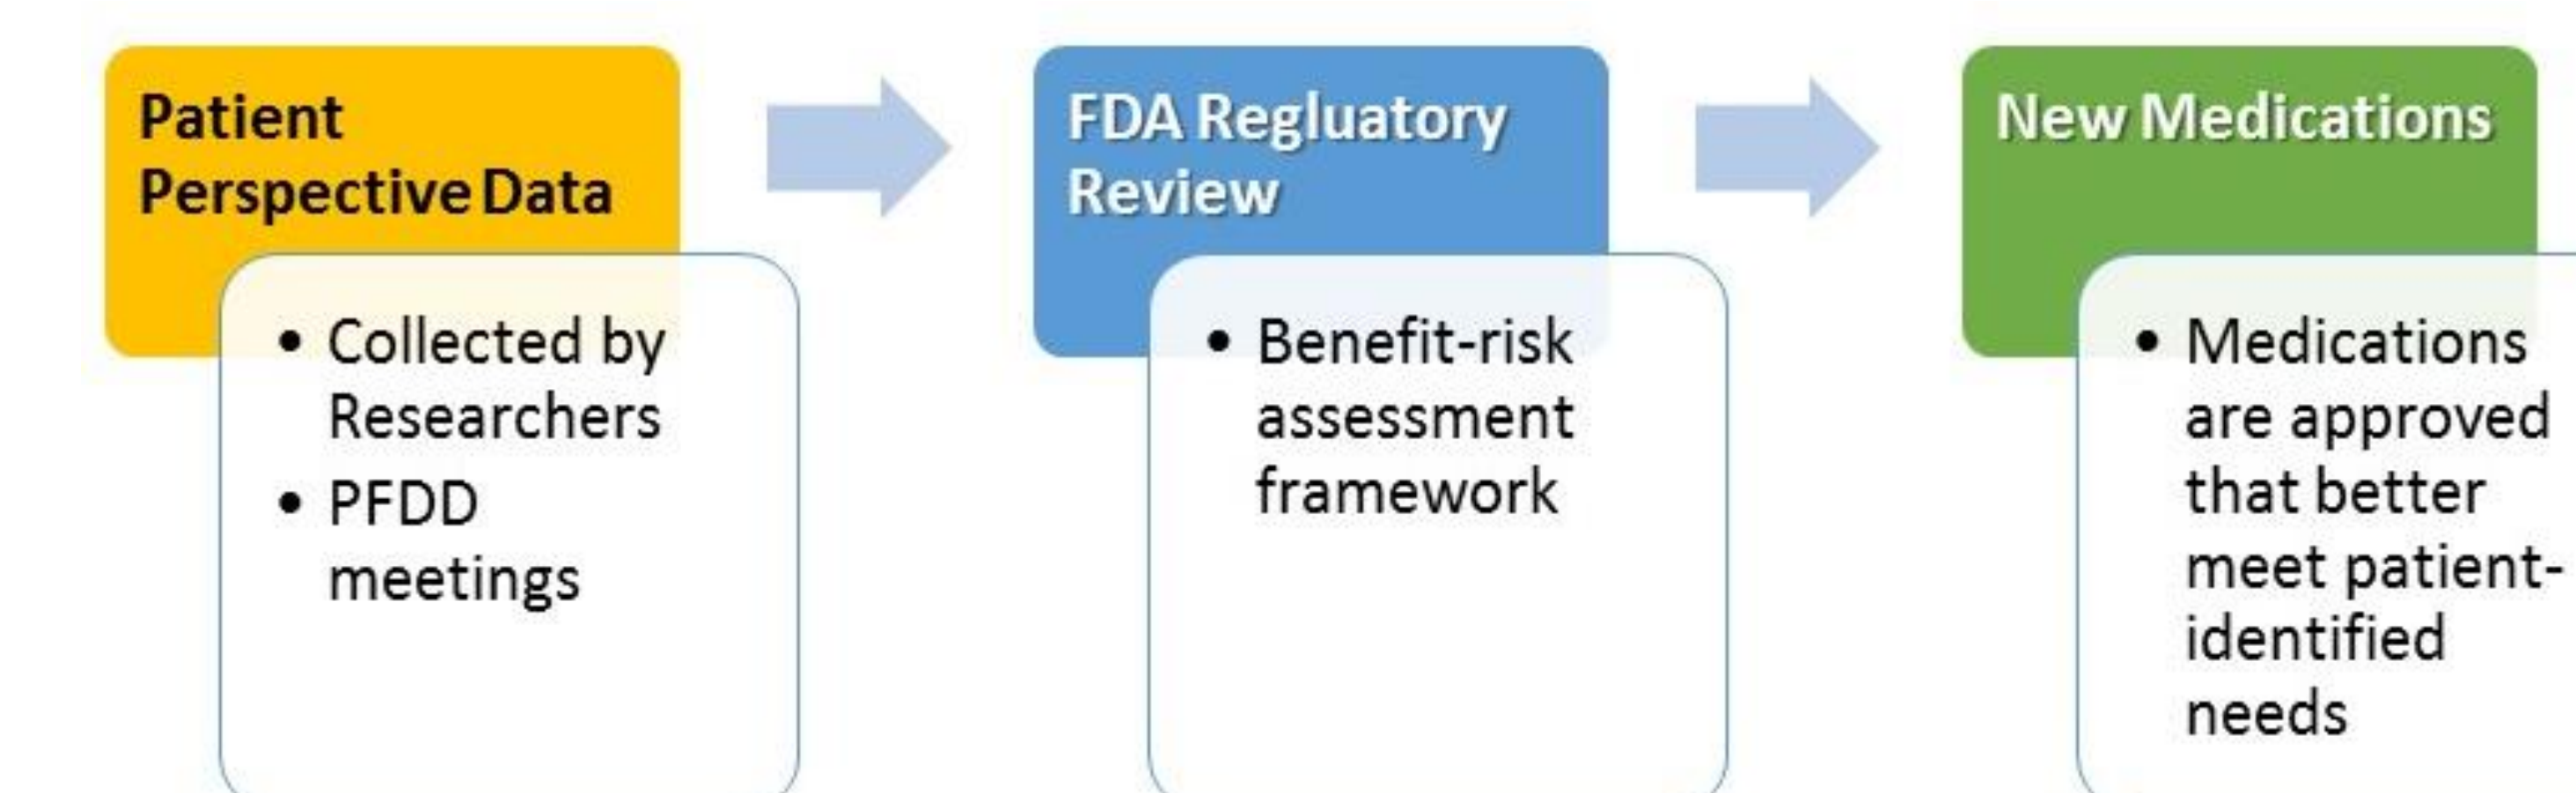 Patient
Perspective Data
• Collected by
Researchers
• PFDD
meetings
FDA Regluatory
Review
• Benefit-risk
assessment
framework
New Medications
• Medications
are approved
that better
meet patient-
identified
needs